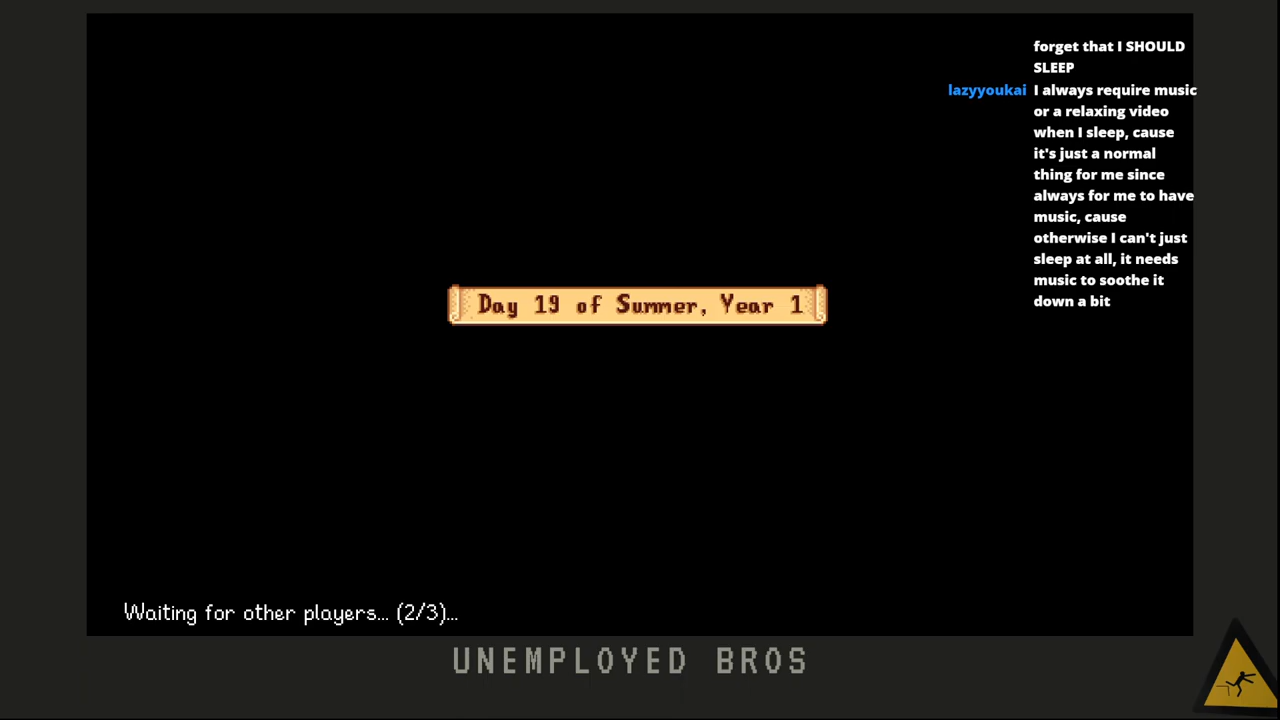 forget that I SHOULD
SLEEP
lazyyoukai I always require music
or a relaxing video
when I sleep, cause
it's just a normal
thing for me since
always for me to have
music, cause
otherwise I can't just
sleep at all, it needs
music to soothe it
down a bit
Day 19 of Summer, Year 1
Waiting for other players... (2/3)...
UNEMPLOYED BROS